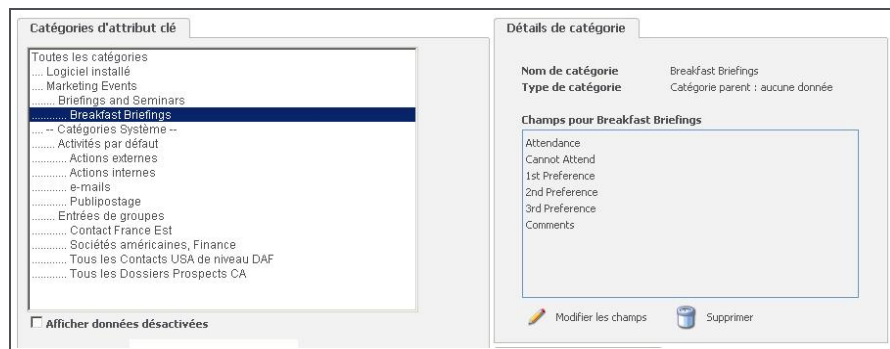 Catégories d'attribut clé
Toutes les catégories
.... Logiciel installé
.... Marketing Events
........ Briefings and Seminars
............ Breakfast Briefings
.... -- Catégories Système --
........ Activités par défaut
............ Actions externes
............ Actions internes
............ e-mails
............ Publipostage
........ Entrées de groupes
............ Contact France Est
............ Sociétés américaines, Finance
............ Tous les Contacts USA de niveau DAF
............ Tous les Dossiers Prospects CA
Afficher données désactivées
Détails de catégorie
Nom de catégorie Breakfast Briefings
Type de catégorie Catégorie parent : aucune donnée
Champs pour Breakfast Briefings
Attendance
Cannot Attend
1st Preference
2nd Preference
3rd Preference
Comments
Modifier les champs Supprimer